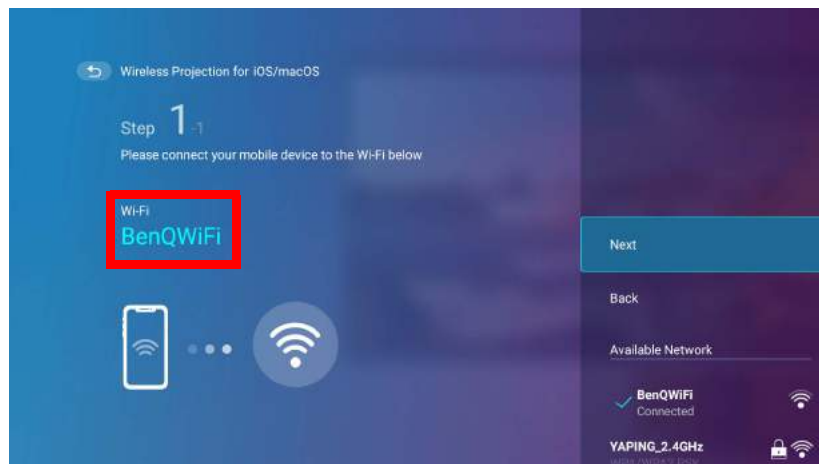 Wireless Projection for iOS/macOS
Step 1 -1
Please connect your mobile device to the Wi-Fi below
Wi-Fi
BenQWiFi
Next
Back
Available Network
BenQWiFi
Connected
YAPING_2.4GHz